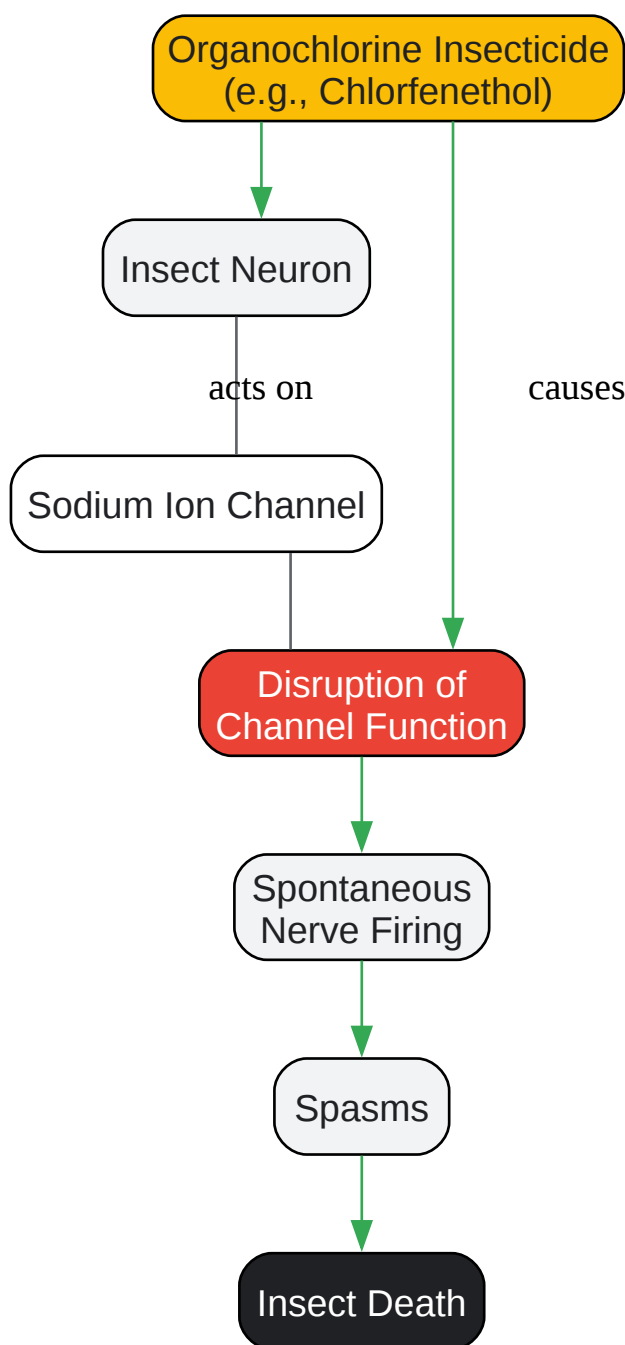 Organochlorine Insecticide
(e.g., Chlorfenethol)
Insect Neuron
acts on
causes
Sodium Ion Channel
Disruption of
Channel Function
Spontaneous
Nerve Firing
Spasms
Insect Death